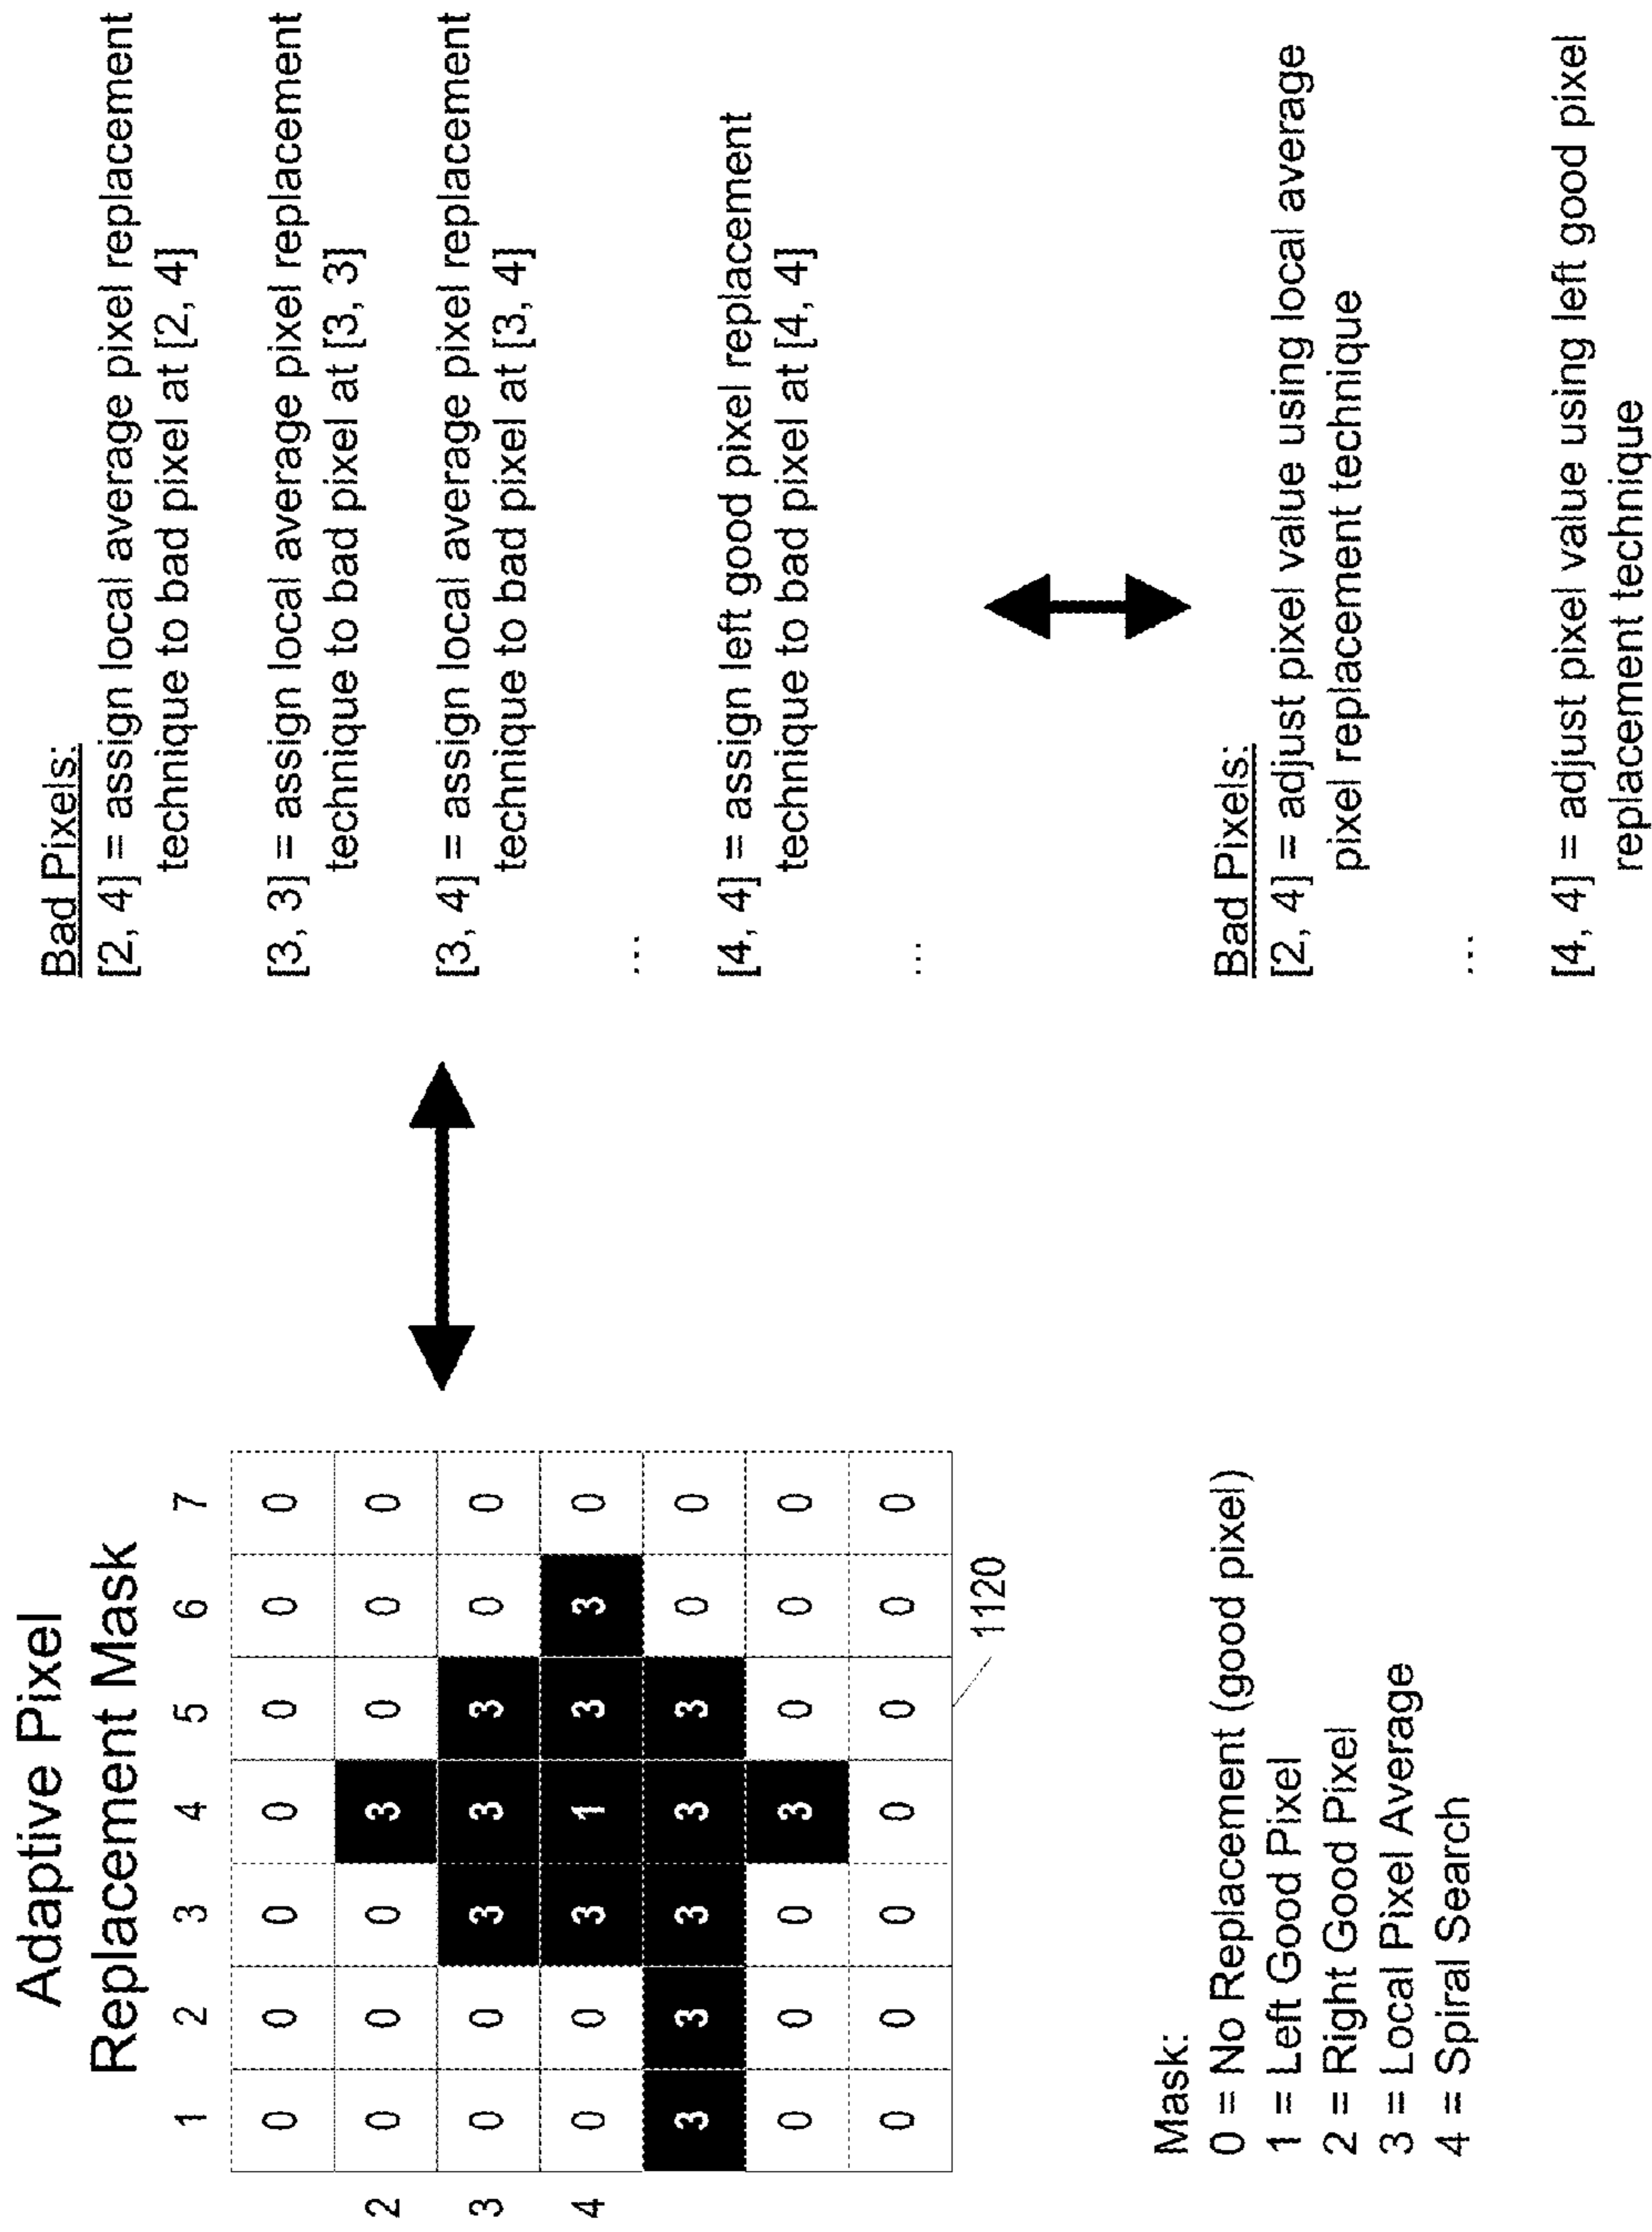 Adaptive Pixel
Replacement Mask
1 2 3 4 5 6 7
0 0 0 0 0 0 0
2 0 0 0 3 0 0 0
3 0 0 3 3 3 0 0
4 0 0 3 1 3 3 0
3 3 3 3 3 0 0
0 0 0 3 0 0 0
0 0 0 0 0 0 0
1120
Mask:
0 = No Replacement (good pixel)
1 = Left Good Pixel
2 = Right Good Pixel
3 = Local Pixel Average
4 = Spiral Search
Bad Pixels:
[2, 4] = assign local average pixel replacement
technique to bad pixel at [2, 4]
[3, 3] = assign local average pixel replacement
technique to bad pixel at [3, 3]
[3, 4] = assign local average pixel replacement
technique to bad pixel at [3, 4]
...
[4, 4] = assign left good pixel replacement
technique to bad pixel at [4, 4]
...
Bad Pixels:
[2, 4] = adjust pixel value using local average
pixel replacement technique
...
[4, 4] = adjust pixel value using left good pixel
replacement technique